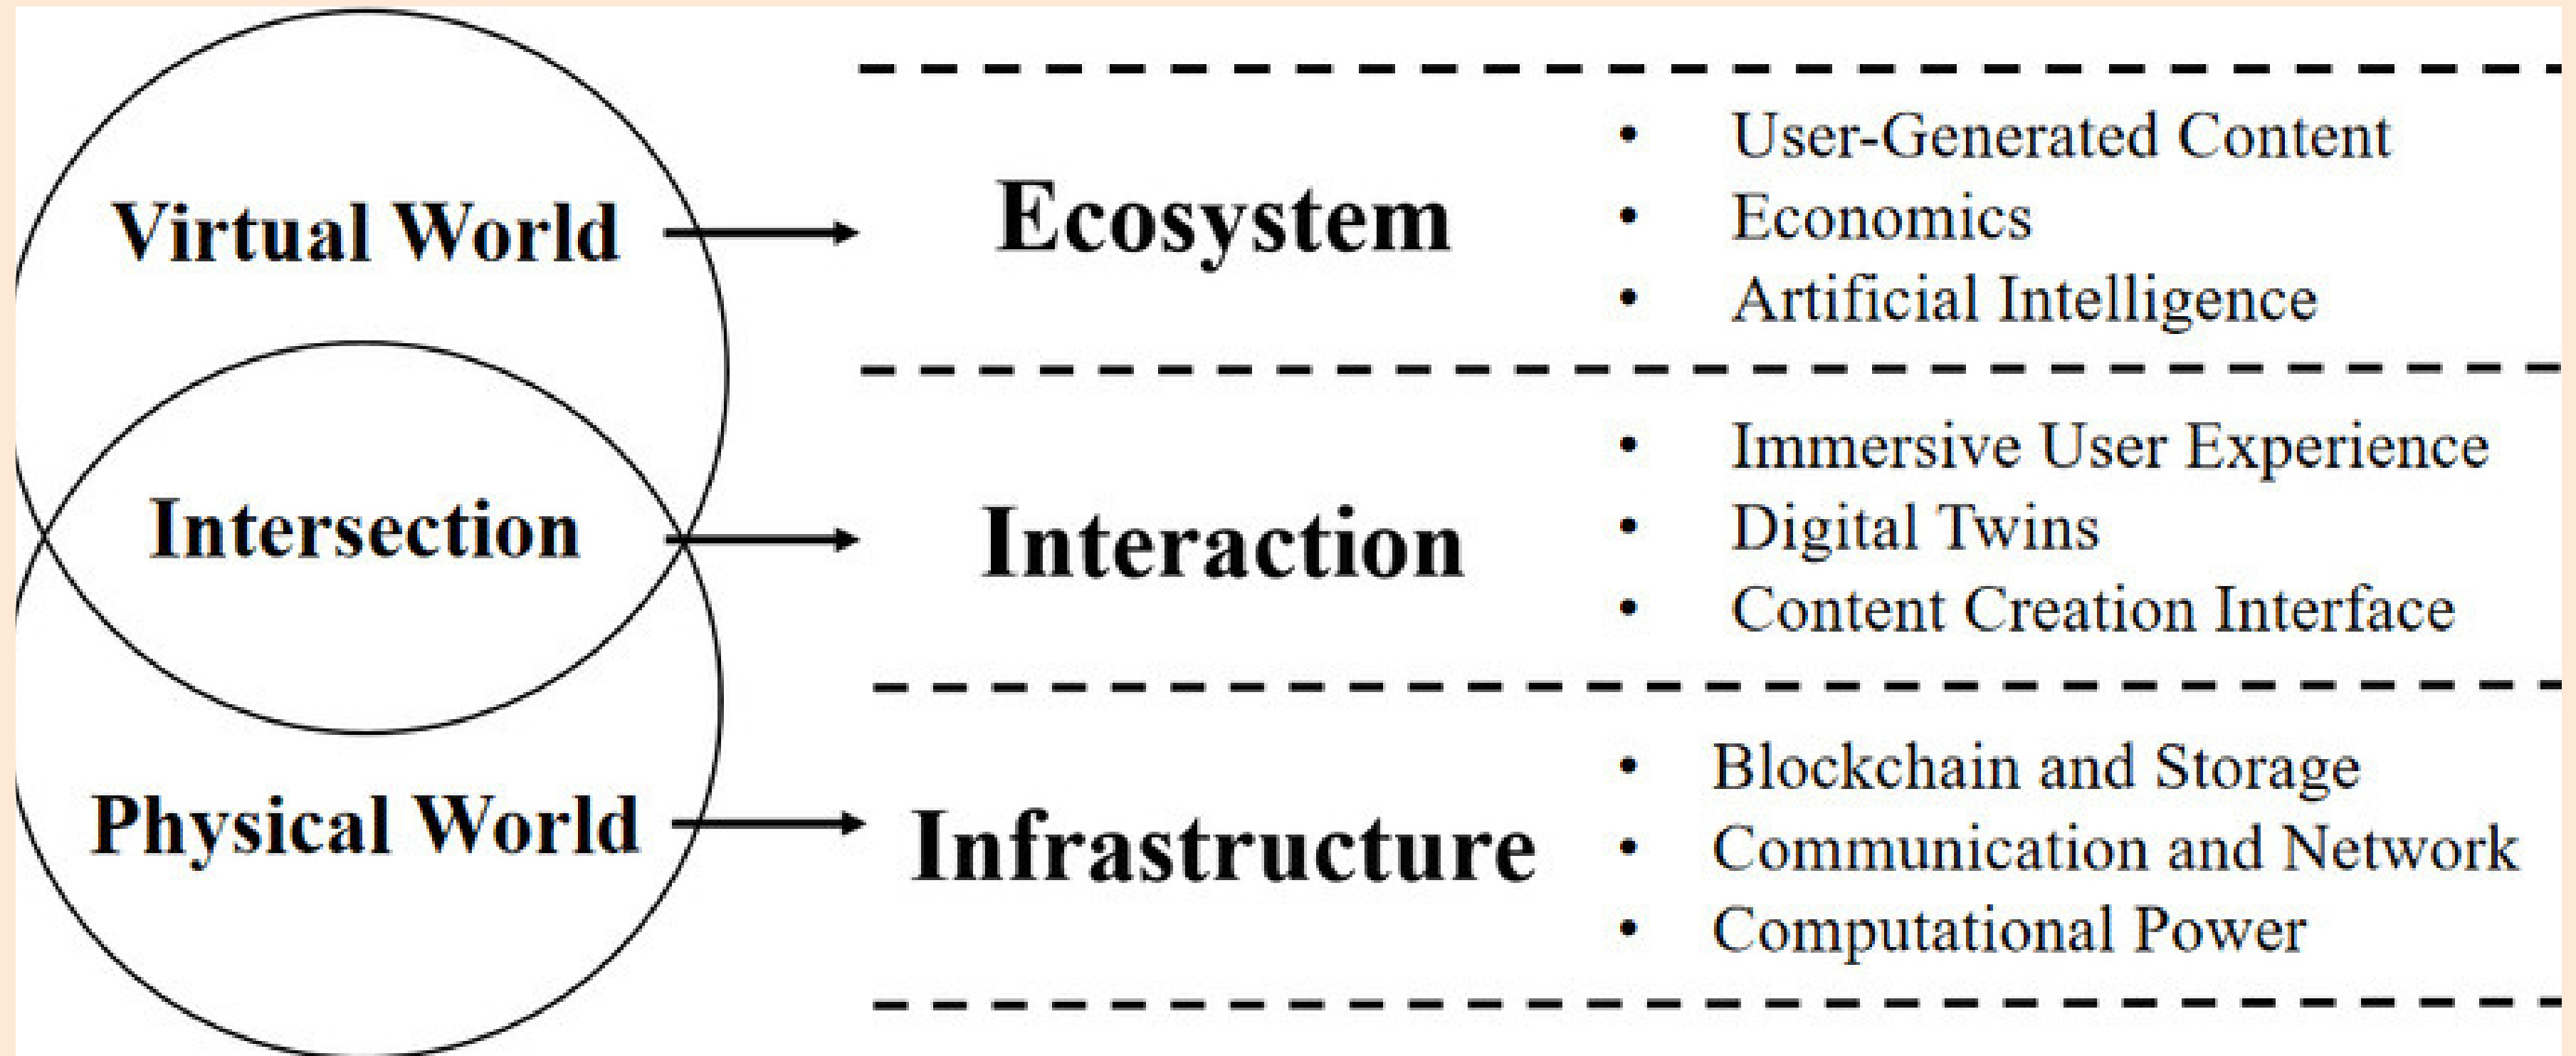 Virtual World
Ecosystem
• User-Generated Content
• Economics
• Artificial Intelligence
Intersection
Interaction
• Immersive User Experience
• Digital Twins
• Content Creation Interface
Physical World
Infrastructure
• Blockchain and Storage
• Communication and Network
• Computational Power